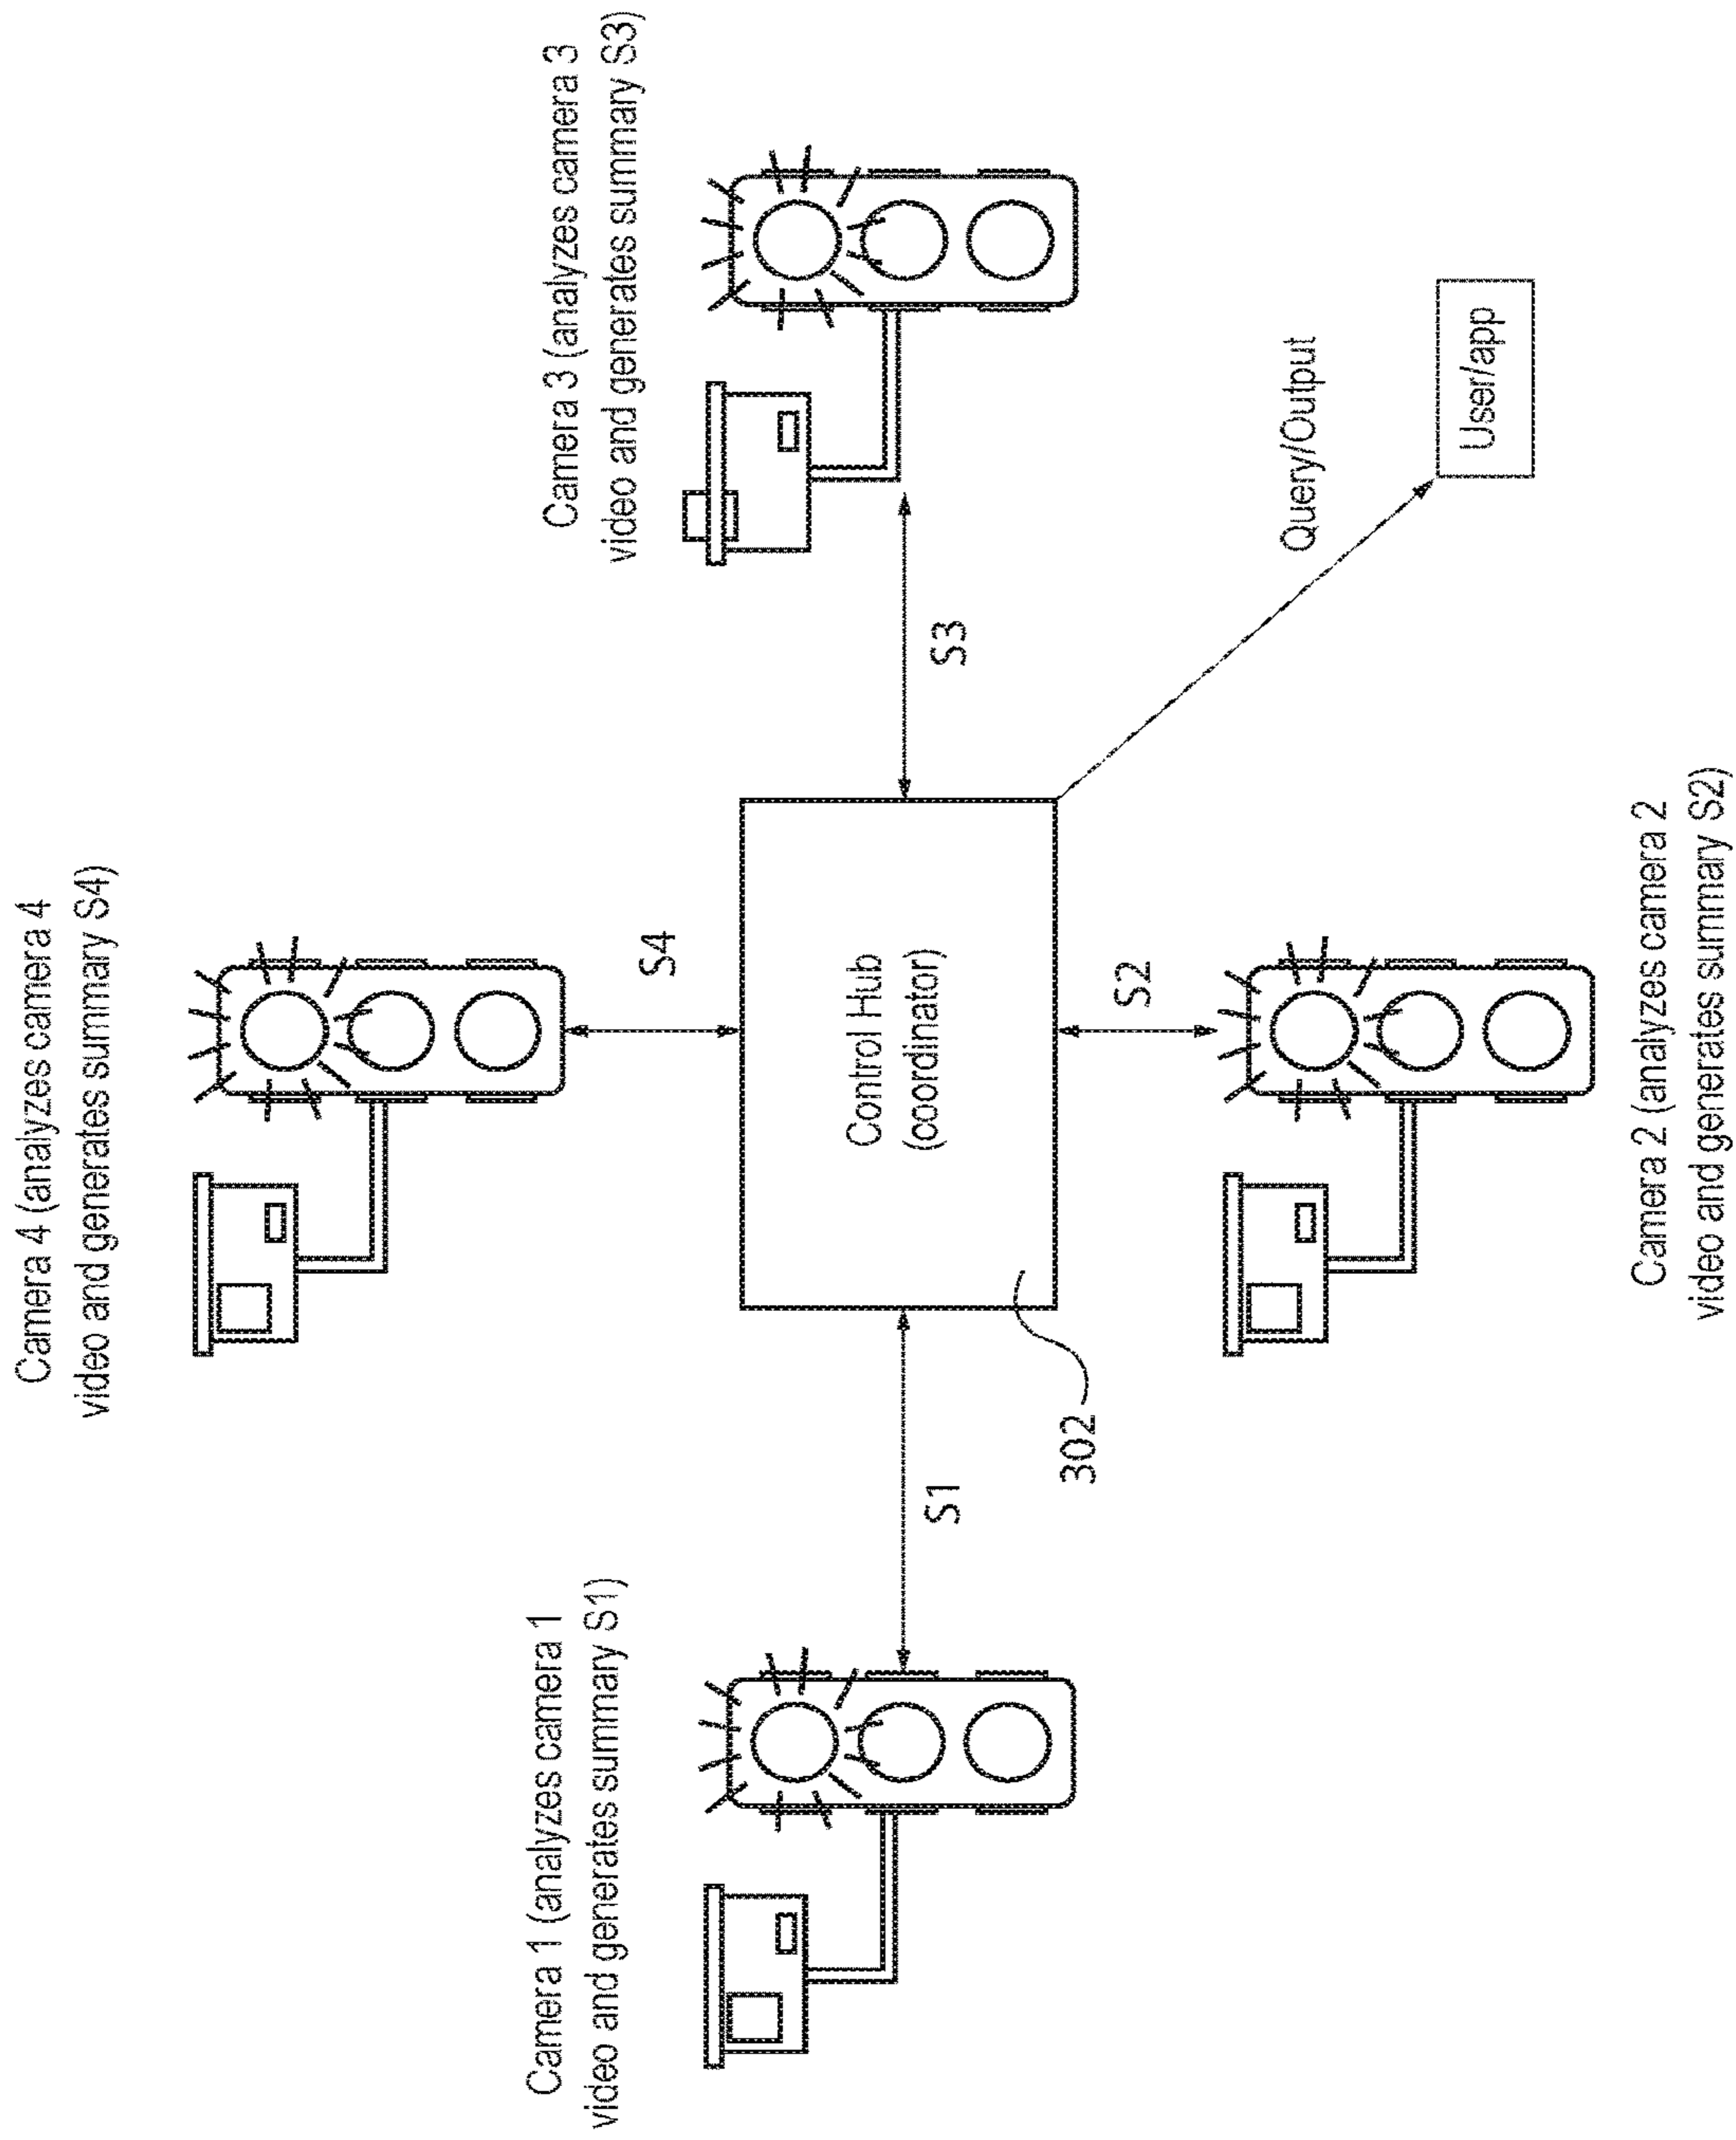 Camera 4 (analyzes camera 4
video and generates summary S4)
Camera 1 (analyzes camera 1
video and generates summary S1)
Camera 3 (analyzes camera 3
video and generates summary S3)
S4
S1
S3
Control Hub
(coordinator)
302
S2
Query/Output
User/app
Camera 2 (analyzes camera 2
video and generates summary S2)